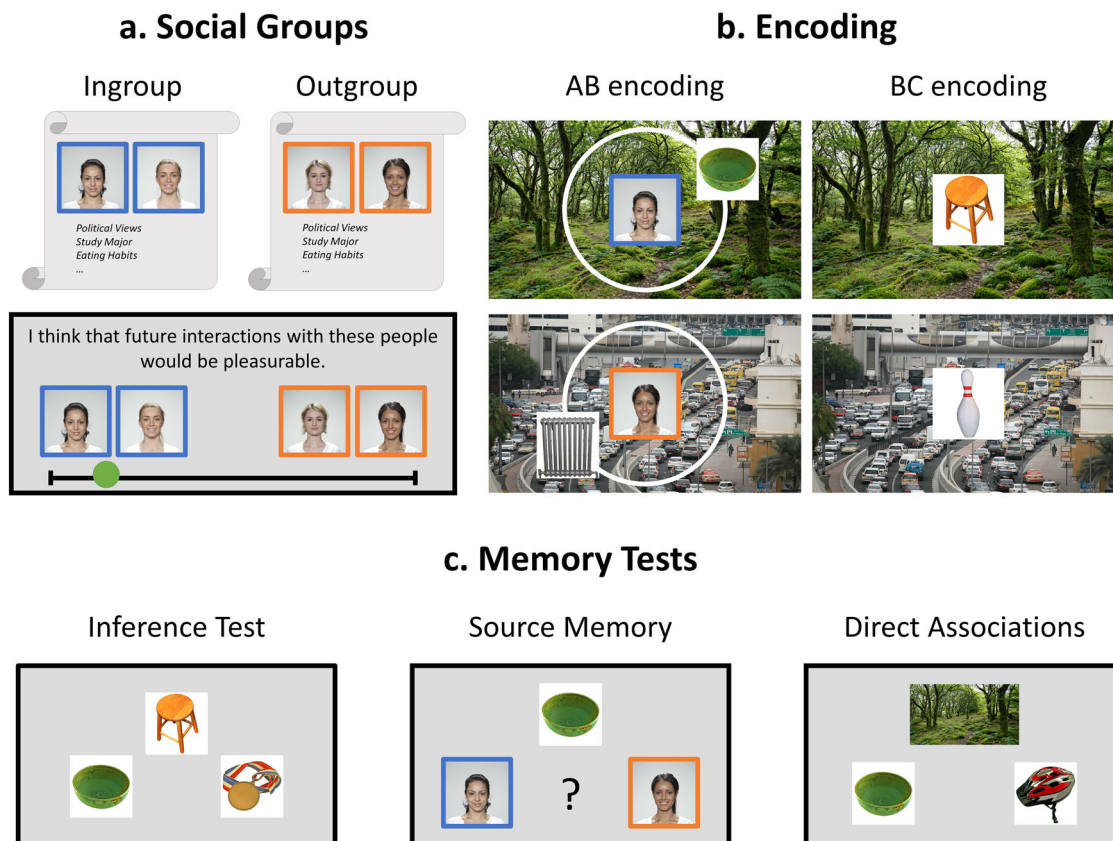 a. Social Groups
Ingroup
Outgroup
Political Views
Study Major
Eating Habits
...
Political Views
Study Major
Eating Habits
...
I think that future interactions with these people
would be pleasurable.
b. Encoding
AB encoding
BC encoding
c. Memory Tests
Inference Test
Source Memory
Direct Associations
?